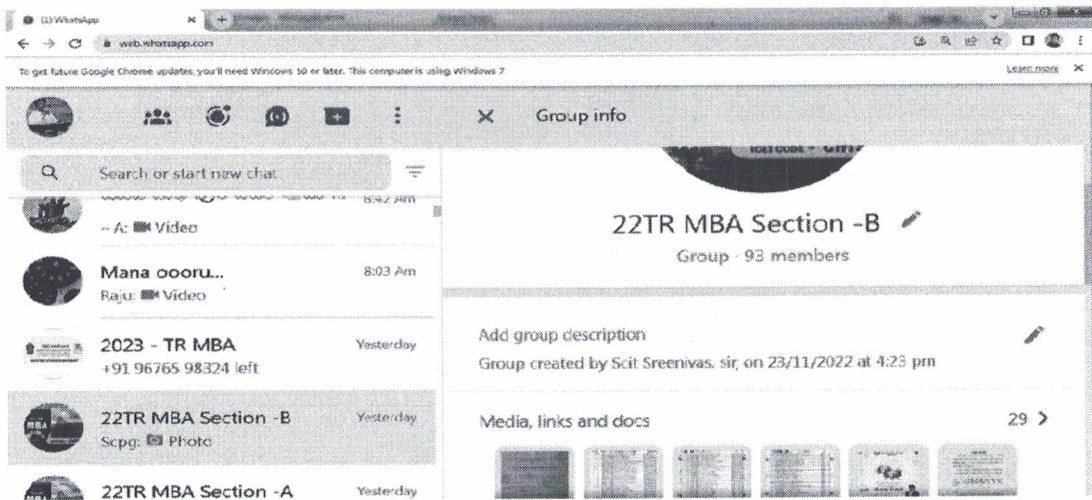 (3) WhatsApp
web.whatsapp.com
To get future Google Chrome updates, you'll need Windows 10 or later. This computer is using Windows 7.
Learn more
Group info
Search or start new chat
8:42 AM
~ A: Video
Mana oooru...
8:03 Am
Raju: Video
2023 - TR MBA
Yesterday
+91 96765 98324 left
22TR MBA Section -B
Yesterday
Scpg: Photo
22TR MBA Section -A
Yesterday
ICET CODE -
22TR MBA Section -B
Group · 93 members
Add group description
Group created by Scit Sreenivas. sir, on 23/11/2022 at 4:23 pm
Media, links and docs
29